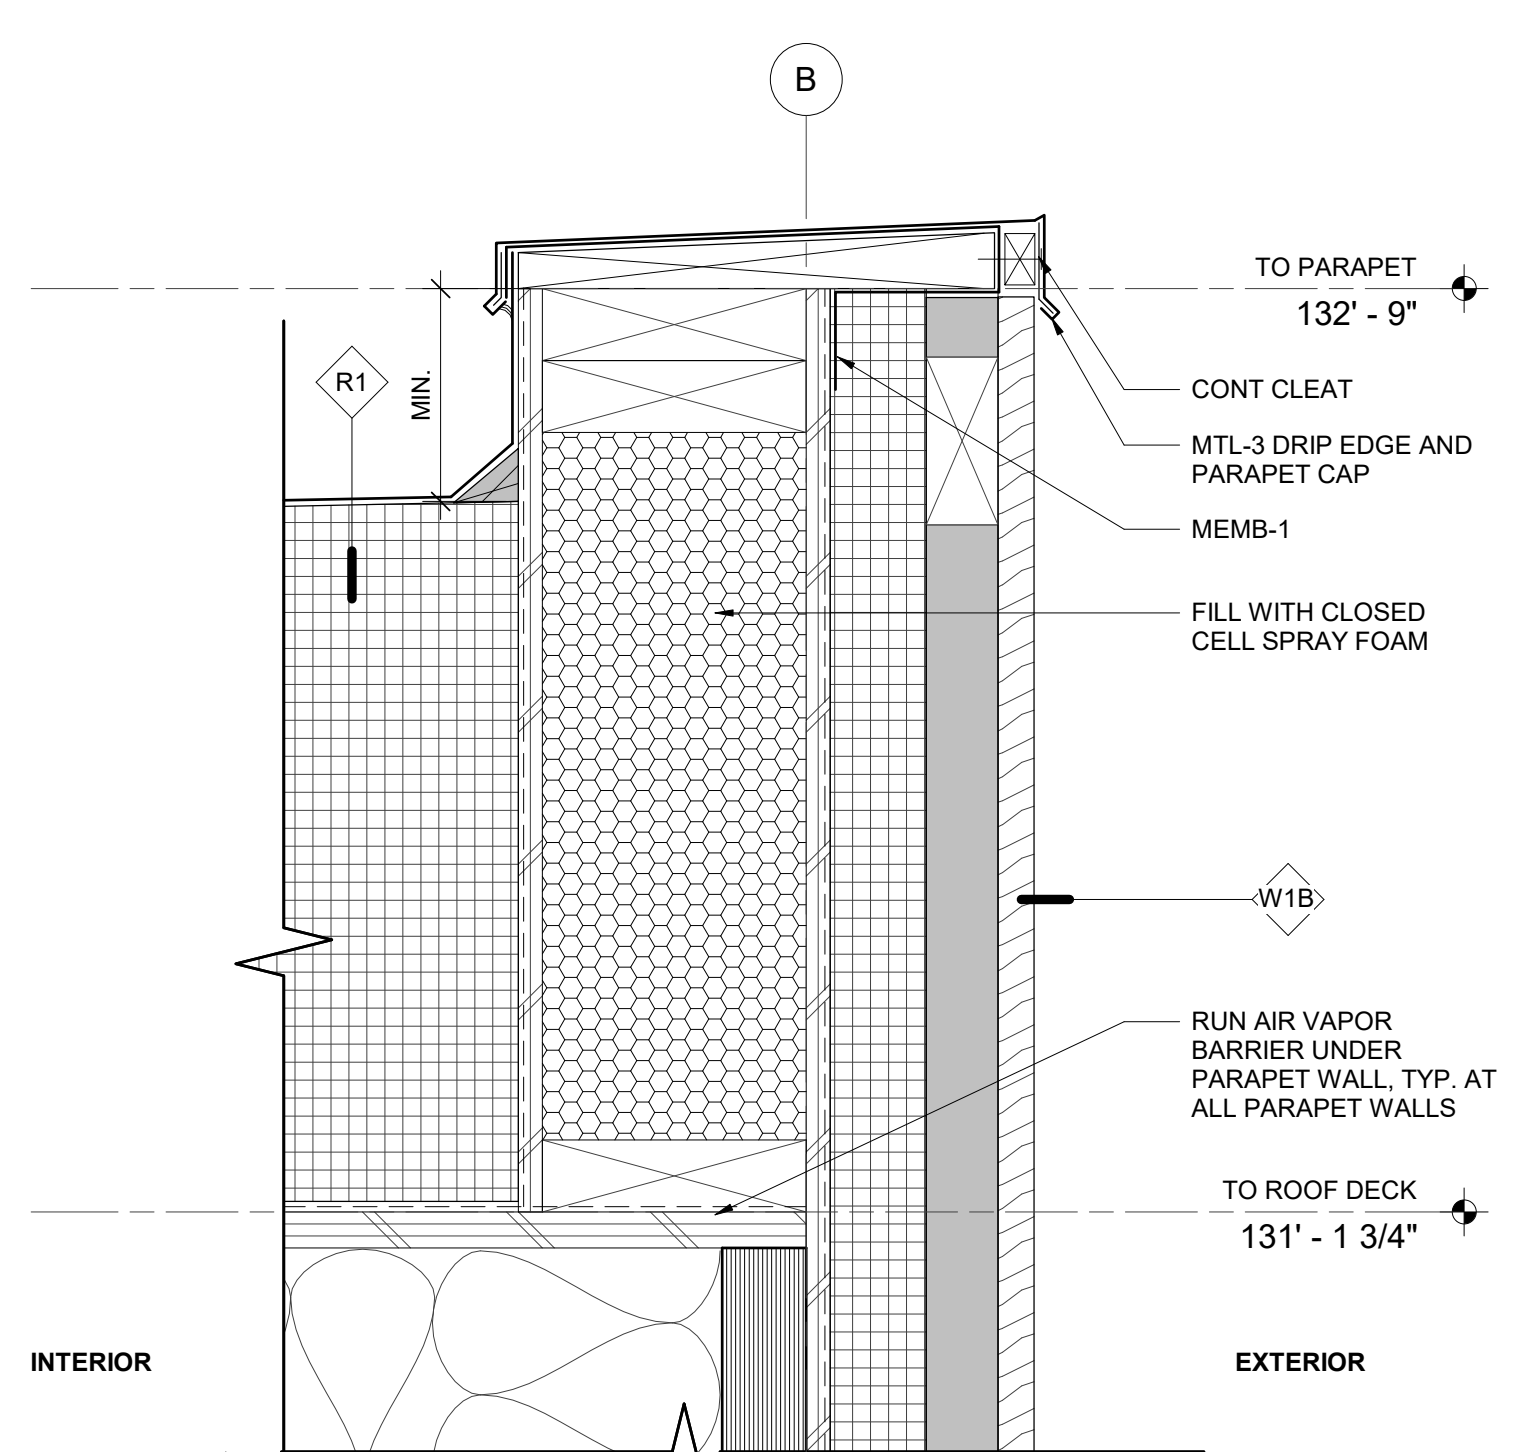 B
TO PARAPET
132' - 9"
R1
MIN.
CONT CLEAT
MTL-3 DRIP EDGE AND
PARAPET CAP
MEMB-1
FILL WITH CLOSED
CELL SPRAY FOAM
W1B
RUN AIR VAPOR
BARRIER UNDER
PARAPET WALL, TYP. AT
ALL PARAPET WALLS
TO ROOF DECK
131' - 1 3/4"
INTERIOR
EXTERIOR